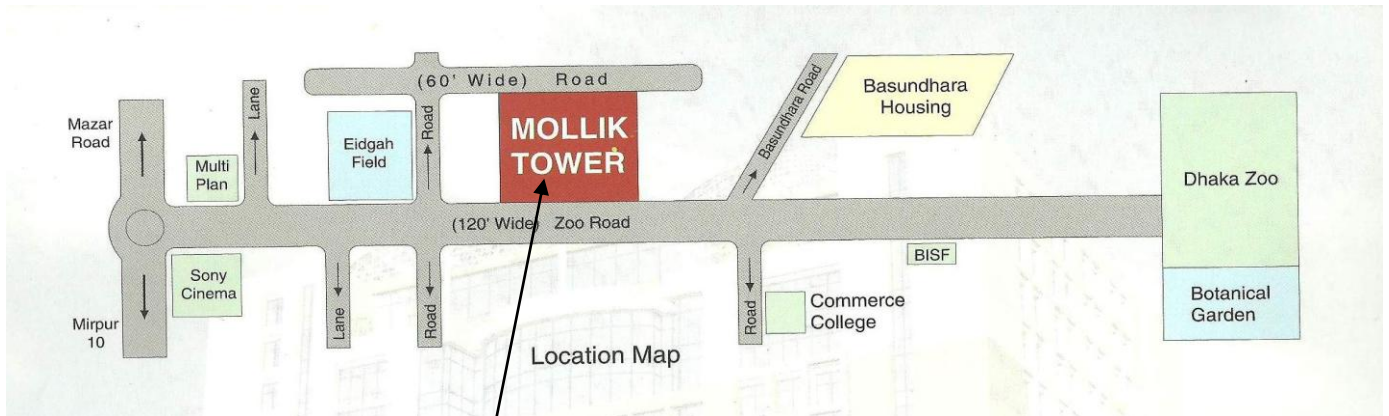 (60' Wide) Road
Mazar
Road
Lane
Multi
Plan
Eidgah
Field
Road
MOLLIK
TOWER
Basundhara Road
Basundhara
Housing
Dhaka Zoo
(120' Wide) Zoo Road
Sony
Cinema
Mirpur
10
Lane
Road
Road
BISF
Commerce
College
Botanical
Garden
Location Map